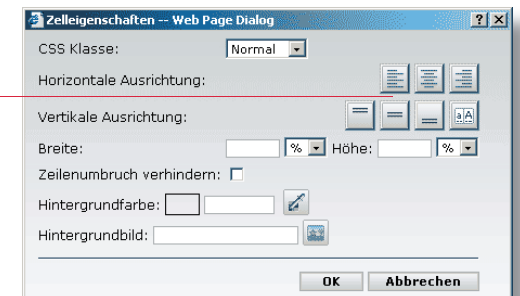 Zelleigenschaften -- Web Page Dialog
CSS Klasse: Normal
Horizontale Ausrichtung:
Vertikale Ausrichtung: aA
Breite: % Höhe: %
Zeilenumbruch verhindern:
Hintergrundfarbe:
Hintergrundbild:
OK Abbrechen